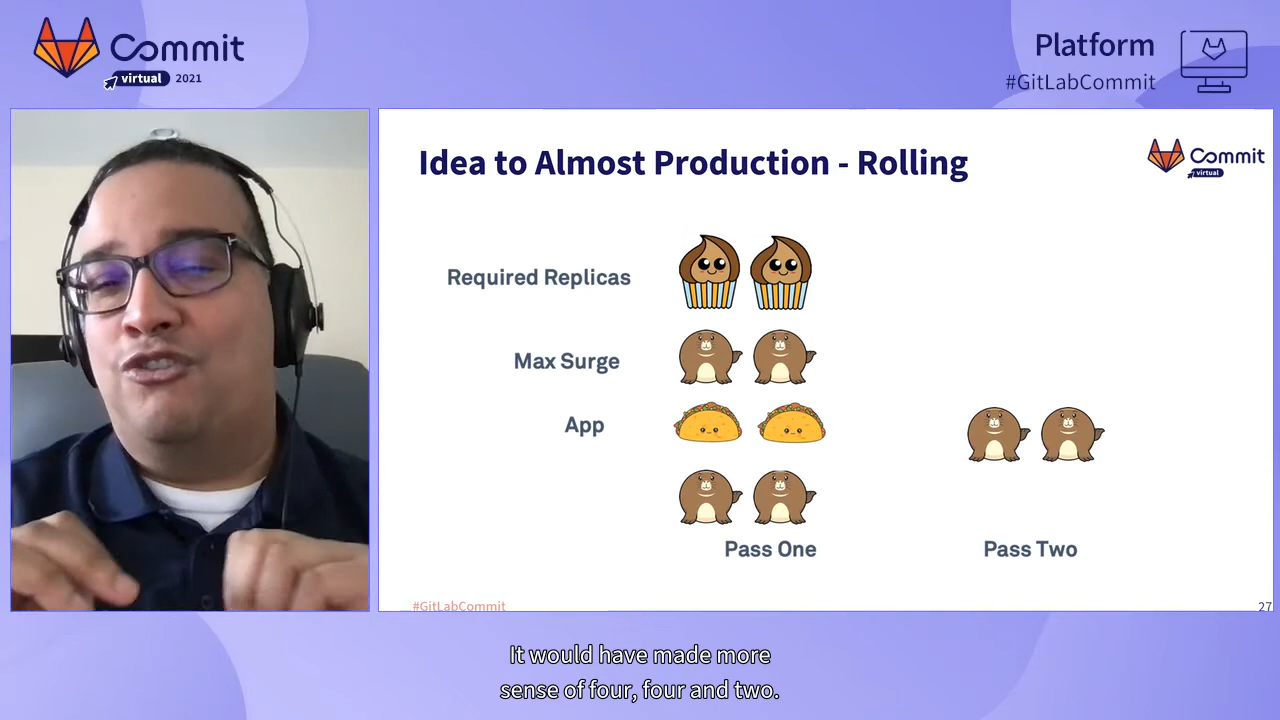 Commit
virtual 2021
Platform
#GitLabCommit
Idea to Almost Production - Rolling
Commit
virtual
Required Replicas
Max Surge
App
Pass One
Pass Two
#GitLabCommit
27
It would have made more
sense of four, four and two.